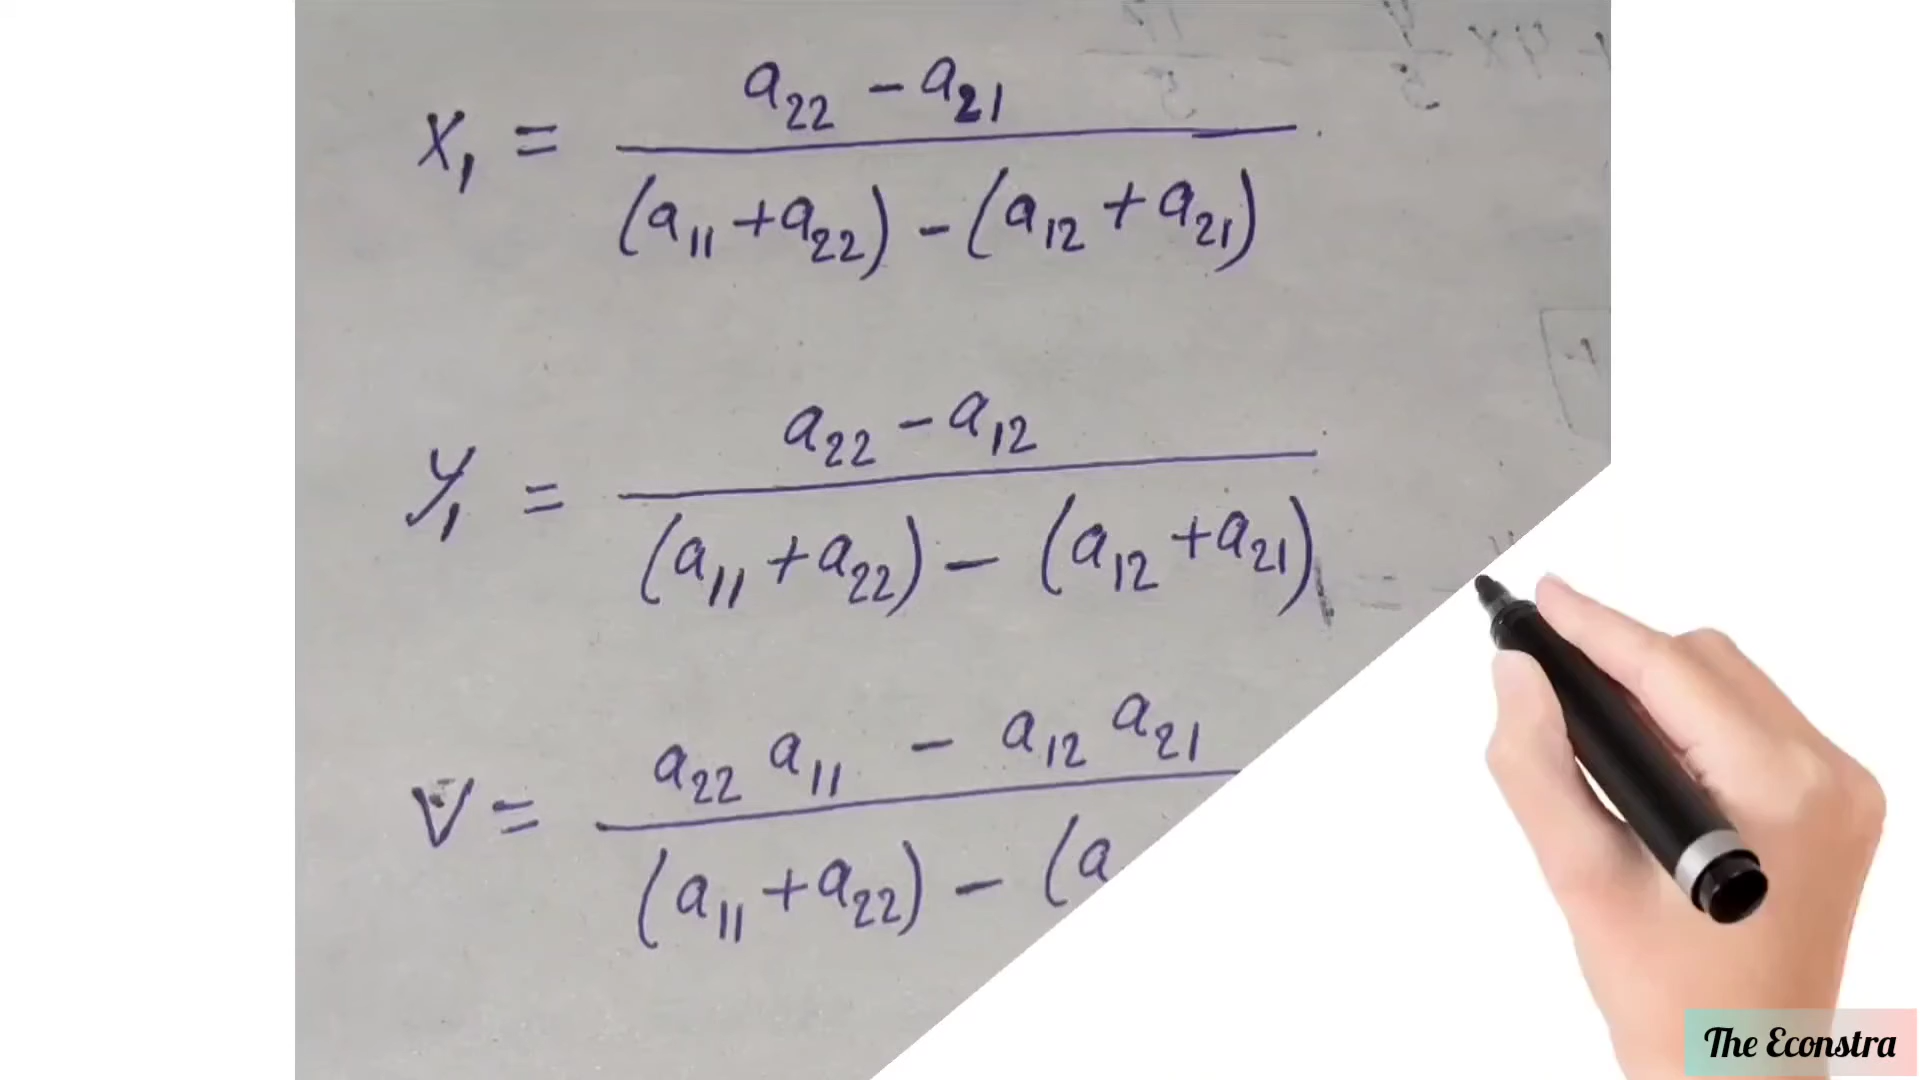 x₁ =
a₂₂ - a₂₁
(a₁₁ + a₂₂) - (a₁₂ + a₂₁)
y₁ =
a₂₂ - a₁₂
(a₁₁ + a₂₂) - (a₁₂ + a₂₁)
V =
a₂₂ a₁₁ - a₁₂ a₂₁
(a₁₁ + a₂₂) - (a
The Econstra